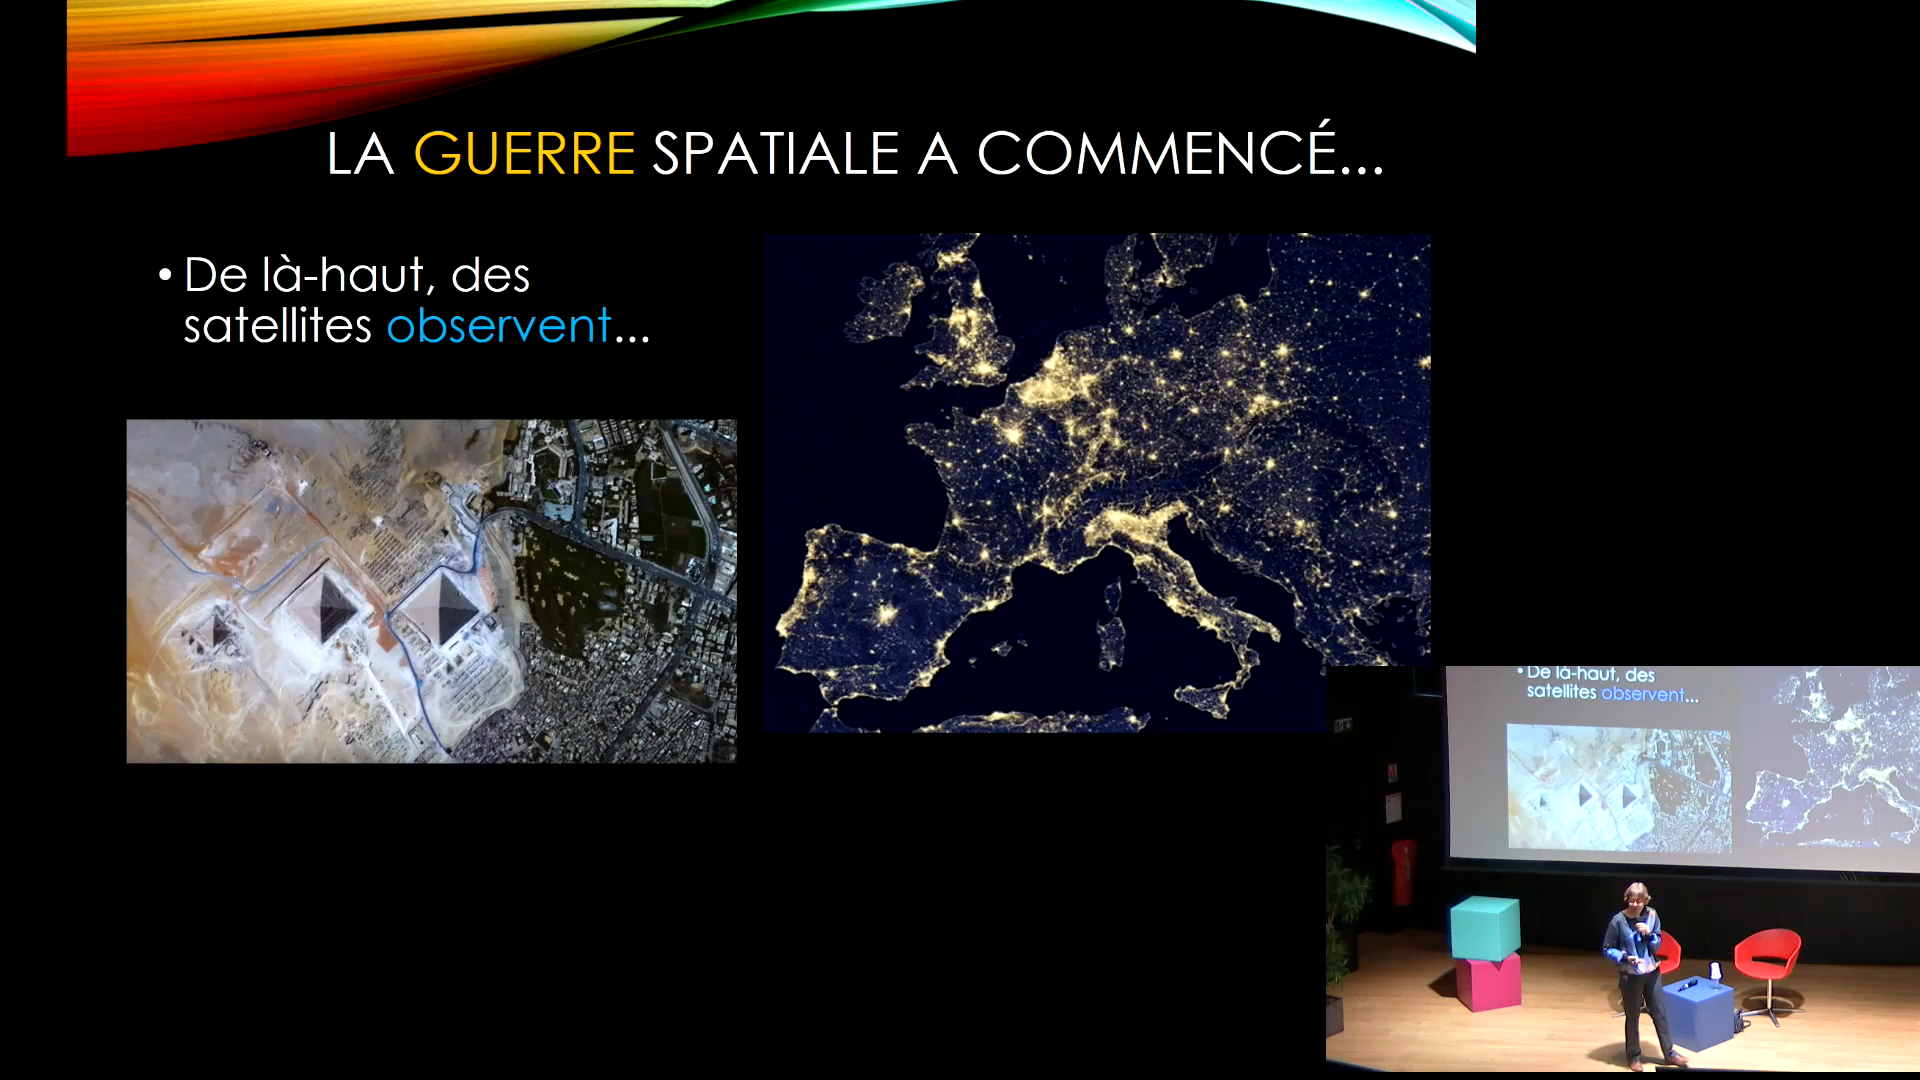 LA GUERRE SPATIALE A COMMENCÉ...
• De là-haut, des
satellites observent...
• De là-haut, des
satellites observent...